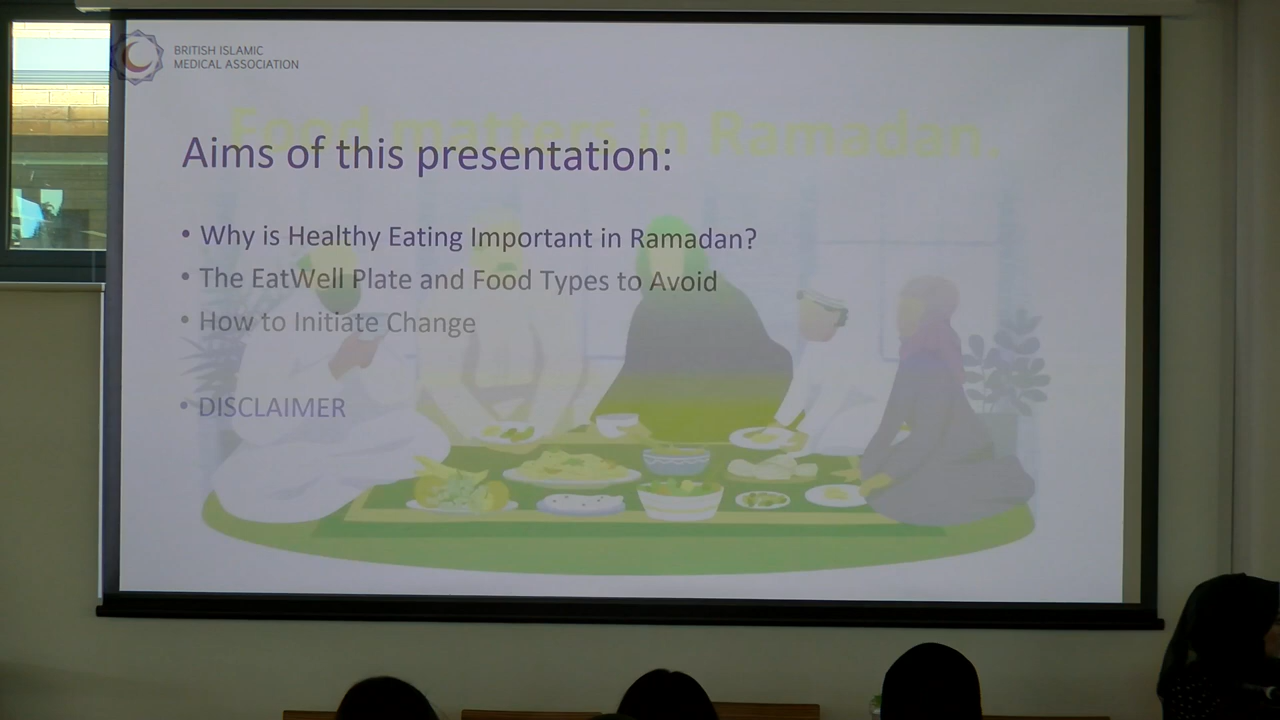 BRITISH ISLAMIC
MEDICAL ASSOCIATION
Food matters in Ramadan.
Aims of this presentation:
• Why is Healthy Eating Important in Ramadan?
• The EatWell Plate and Food Types to Avoid
• How to Initiate Change
• DISCLAIMER